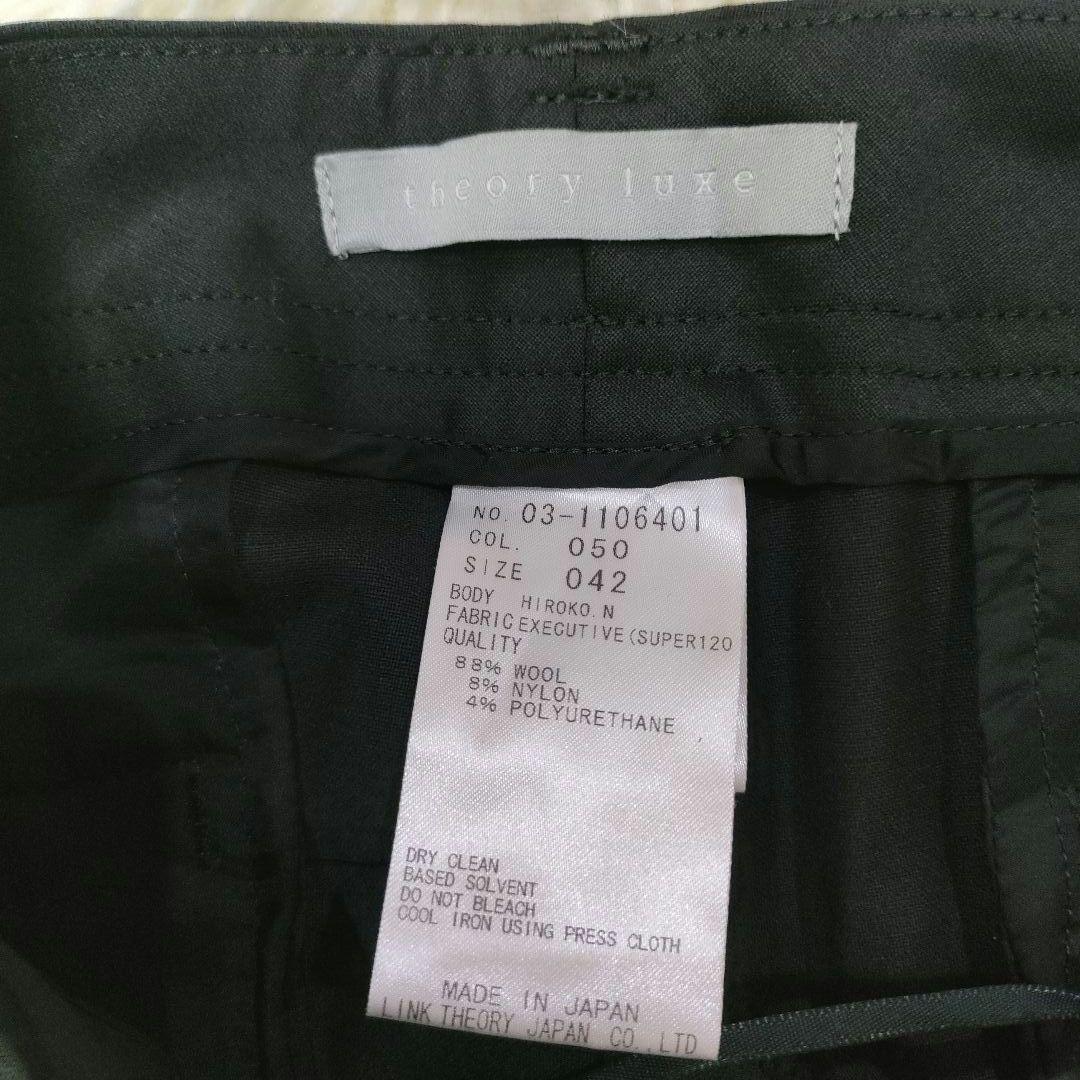 theory luxe
NO. 03-1106401
COL. 050
SIZE 042
BODY HIROKO.N
FABRIC EXECUTIVE(SUPER120
QUALITY
88% WOOL
8% NYLON
4% POLYURETHANE
DRY CLEAN
BASED SOLVENT
DO NOT BLEACH
COOL IRON USING PRESS CLOTH
MADE IN JAPAN
LINK THEORY JAPAN CO.,LTD